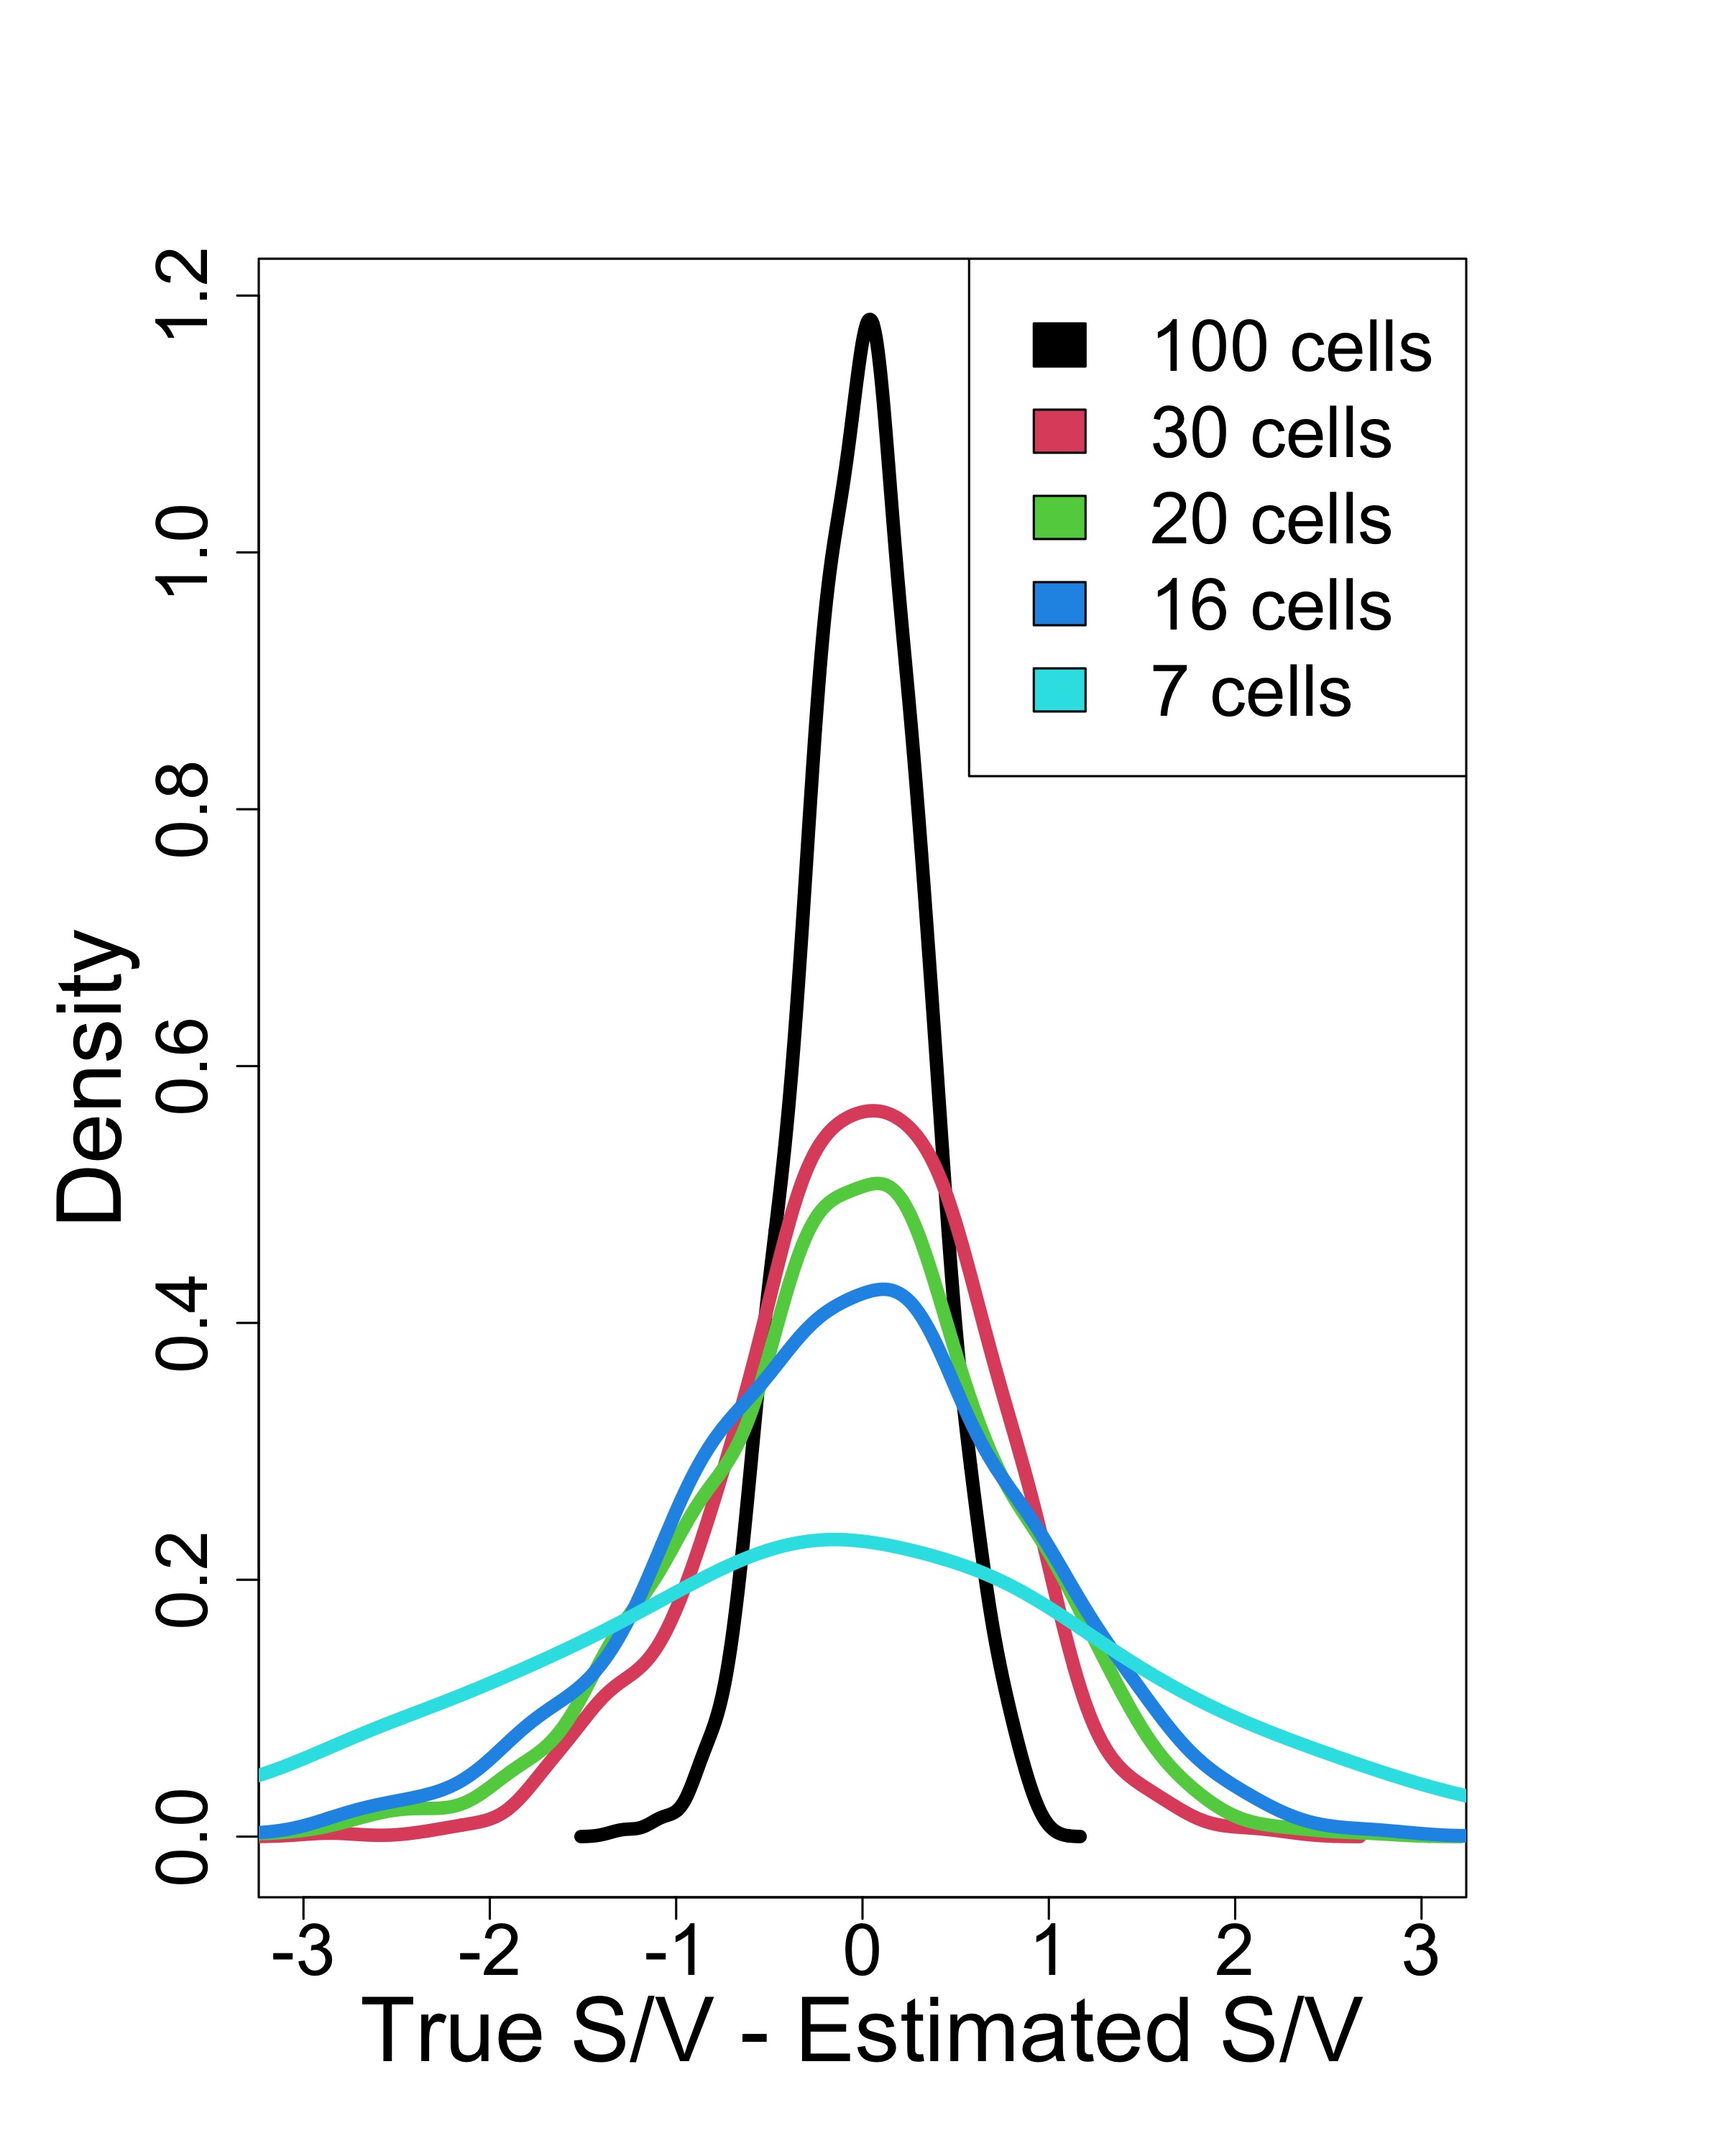 100 cells
30 cells
20 cells
16 cells
7 cells
Density
1.2
1.0
0.8
0.6
0.4
0.2
0.0
-3 -2 -1 0 1 2 3
True S/V - Estimated S/V